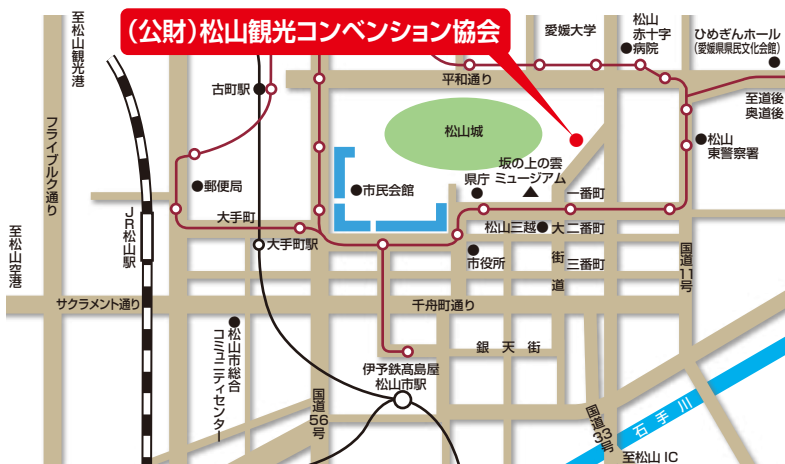 (公財)松山観光コンベンション協会
至松山観光港
愛媛大学
松山
赤十字
病院
ひめぎんホール
(愛媛県県民文化会館)
平和通り
古町駅
至道後
奥道後
フライブルク通り
松山城
松山
東警察署
坂の上の雲
ミュージアム
県庁
郵便局
市民会館
一番町
大手町
JR松山駅
至松山空港
大手町駅
松山三越
大街道
二番町
市役所
三番町
国道11号
サクラメント通り
千舟町通り
松山市総合
コミュニティセンター
銀天街
伊予鉄髙島屋
松山市駅
国道56号
国道33号
石手川
至松山 IC